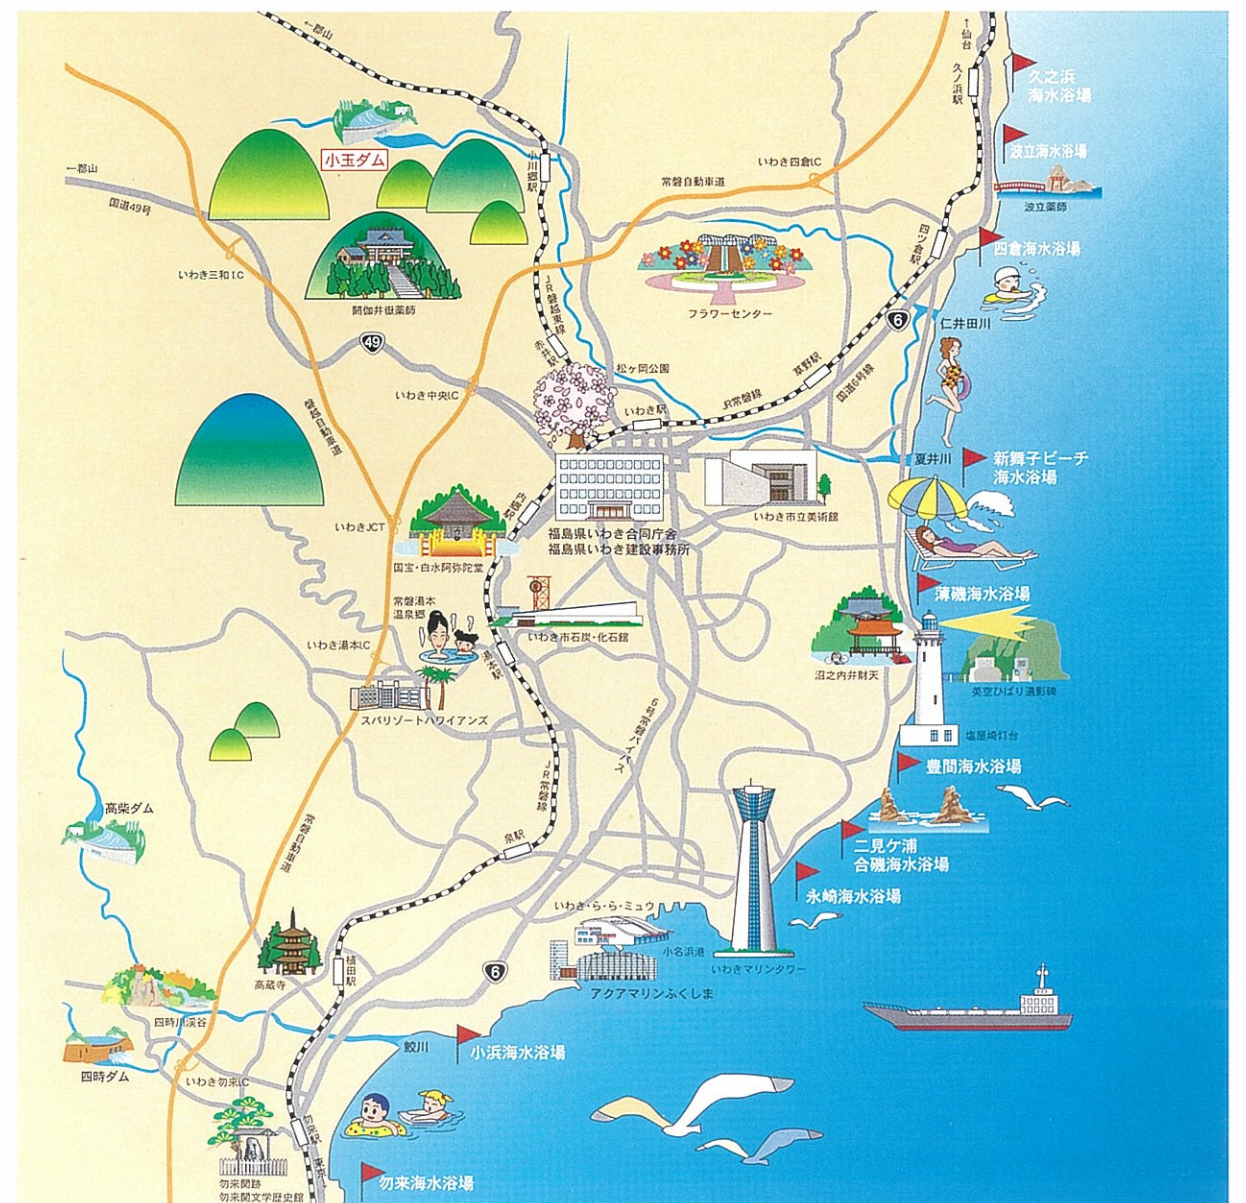 ←郡山
↑仙台
久ノ浜駅
久之浜
海水浴場
波立海水浴場
波立薬師
小玉ダム
小川郷駅
いわき四倉I.C
常磐自動車道
←郡山
国道49号
四ツ倉駅
四倉海水浴場
いわき三和I.C
閼伽井嶽薬師
JR磐越東線
フラワーセンター
6
仁井田川
49
赤井駅
松ヶ岡公園
草野駅
国道6号線
いわき中央I.C
磐越自動車道
いわき駅
JR常磐線
夏井川
新舞子ビーチ
海水浴場
内郷駅
いわき市立美術館
いわきJCT
福島県いわき合同庁舎
福島県いわき建設事務所
国宝・白水阿弥陀堂
薄磯海水浴場
常磐湯本
温泉郷
いわき市石炭・化石館
いわき湯本I.C
湯本駅
沼之内弁財天
美空ひばり遺影碑
スパリゾートハワイアンズ
6号常磐バイパス
塩屋埼灯台
豊間海水浴場
JR常磐線
高柴ダム
常磐自動車道
泉駅
二見ケ浦
合磯海水浴場
永崎海水浴場
いわき・ら・ら・ミュウ
小名浜港
いわきマリンタワー
高蔵寺
植田駅
6
アクアマリンふくしま
四時川渓谷
鮫川
小浜海水浴場
四時ダム
いわき勿来I.C
勿来駅
勿来関跡
勿来関文学歴史館
勿来海水浴場